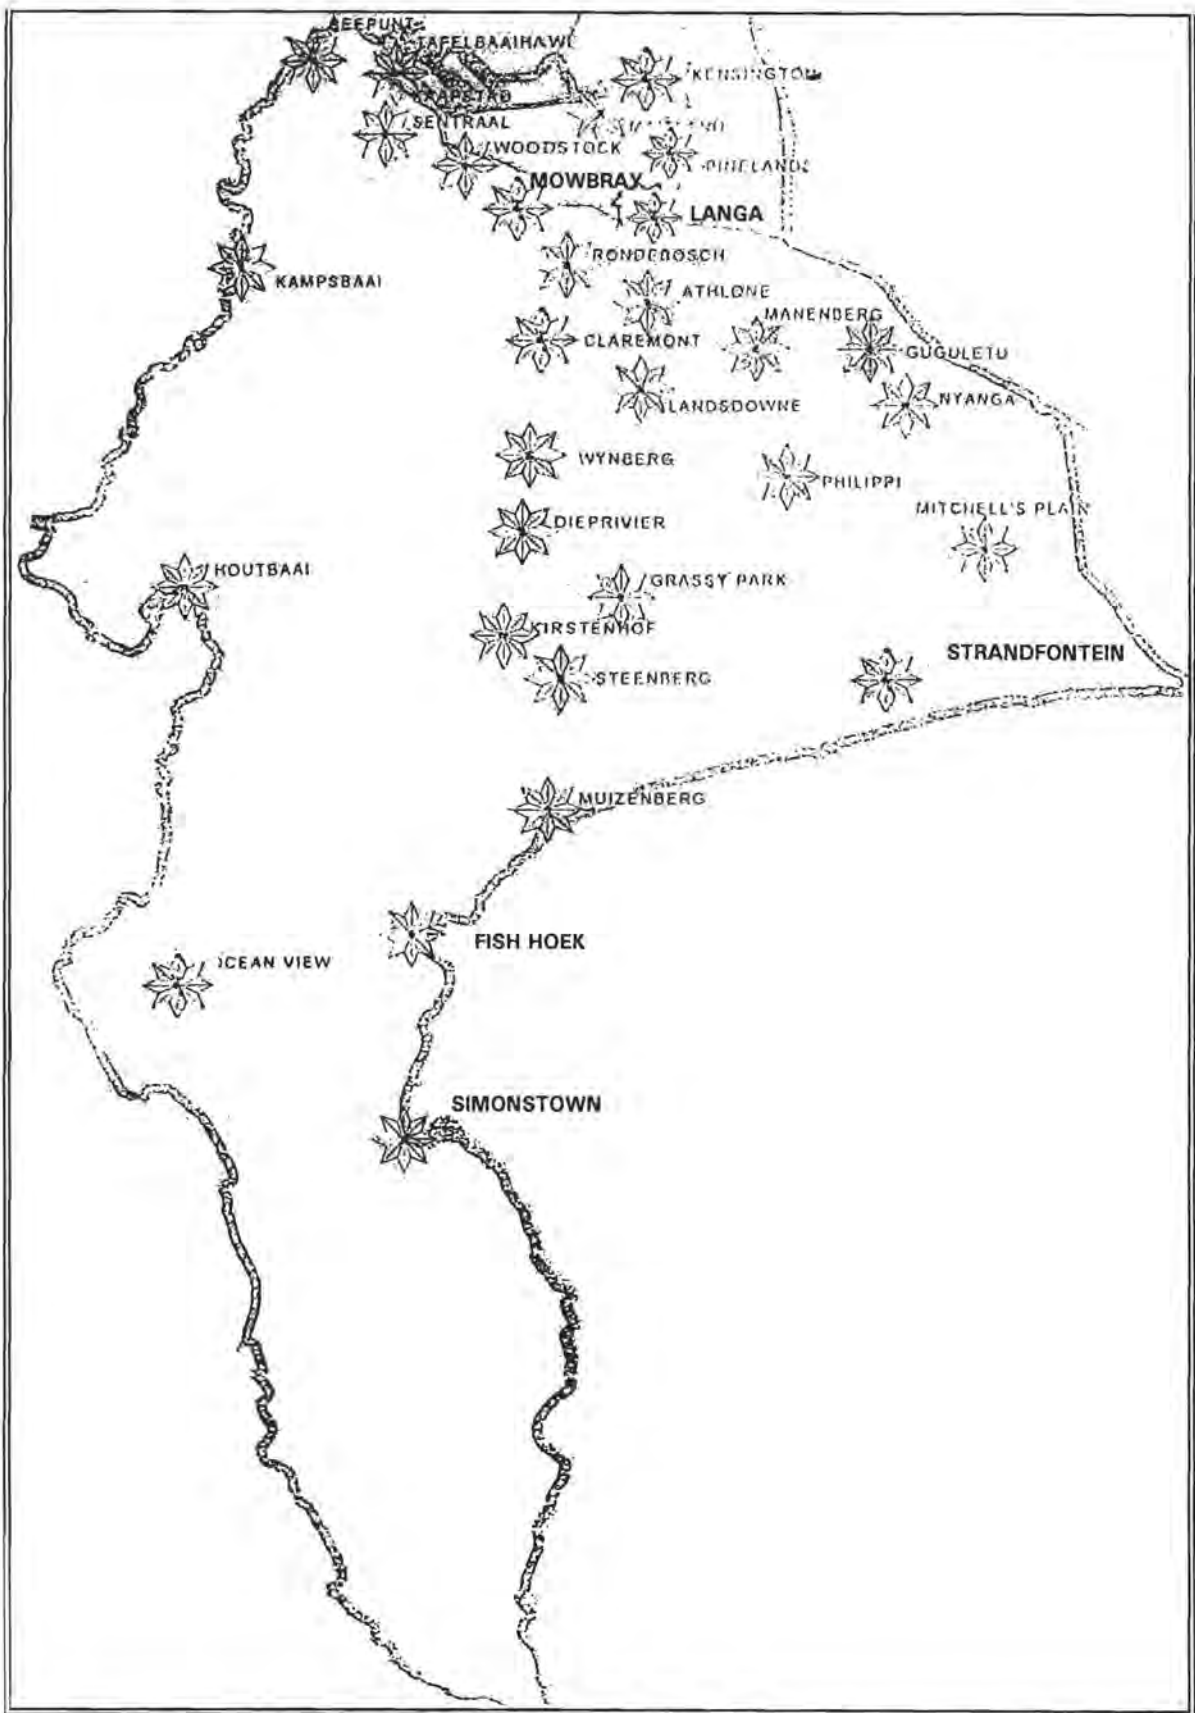 SEEPUNT
TAFELBAAIHAWE
KAAPSTAD
SENTRAAL
KENSINGTON
WOODSTOCK
PINELANDS
MOWBRAX
LANGA
RONDEBOSCH
KAMPSBAAI
ATHLONE
MANENBERG
CLAREMONT
GUGULETU
LANDSDOWNE
NYANGA
WYNBERG
PHILIPPI
MITCHELL'S PLAIN
DIEPRIVIER
HOUTBAAI
GRASSY PARK
KIRSTENHOF
STRANDFONTEIN
STEENBERG
MUIZENBERG
FISH HOEK
OCEAN VIEW
SIMONSTOWN